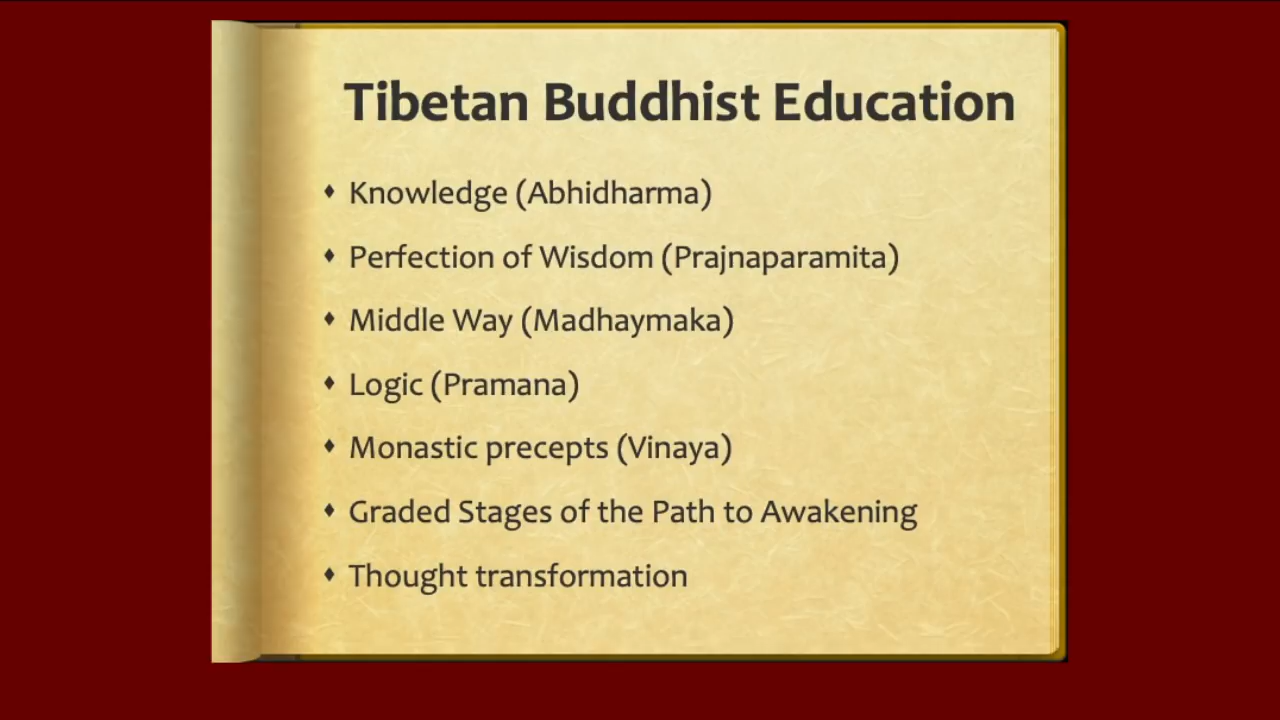 Tibetan Buddhist Education
Knowledge (Abhidharma)
Perfection of Wisdom (Prajnaparamita)
Middle Way (Madhaymaka)
Logic (Pramana)
Monastic precepts (Vinaya)
Graded Stages of the Path to Awakening
Thought transformation